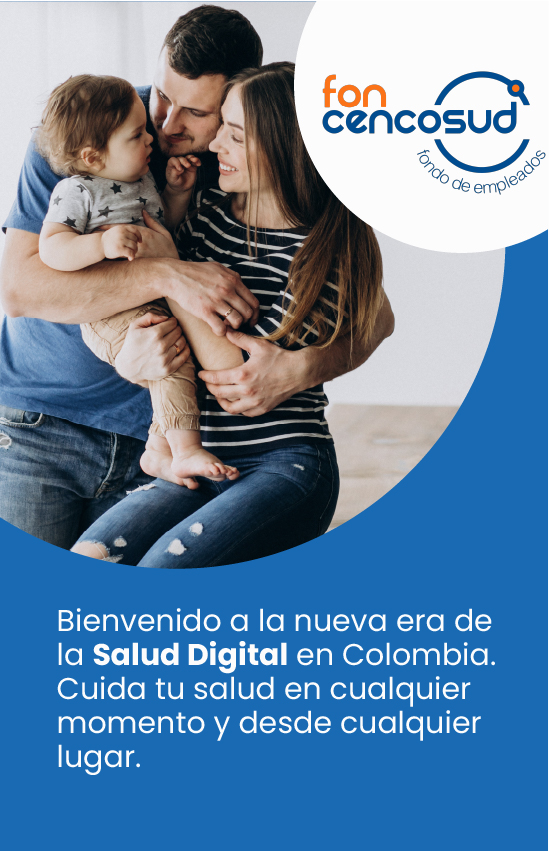 fon
cencosud
fondo de empleados
Bienvenido a la nueva era de
la Salud Digital en Colombia.
Cuida tu salud en cualquier
momento y desde cualquier
lugar.